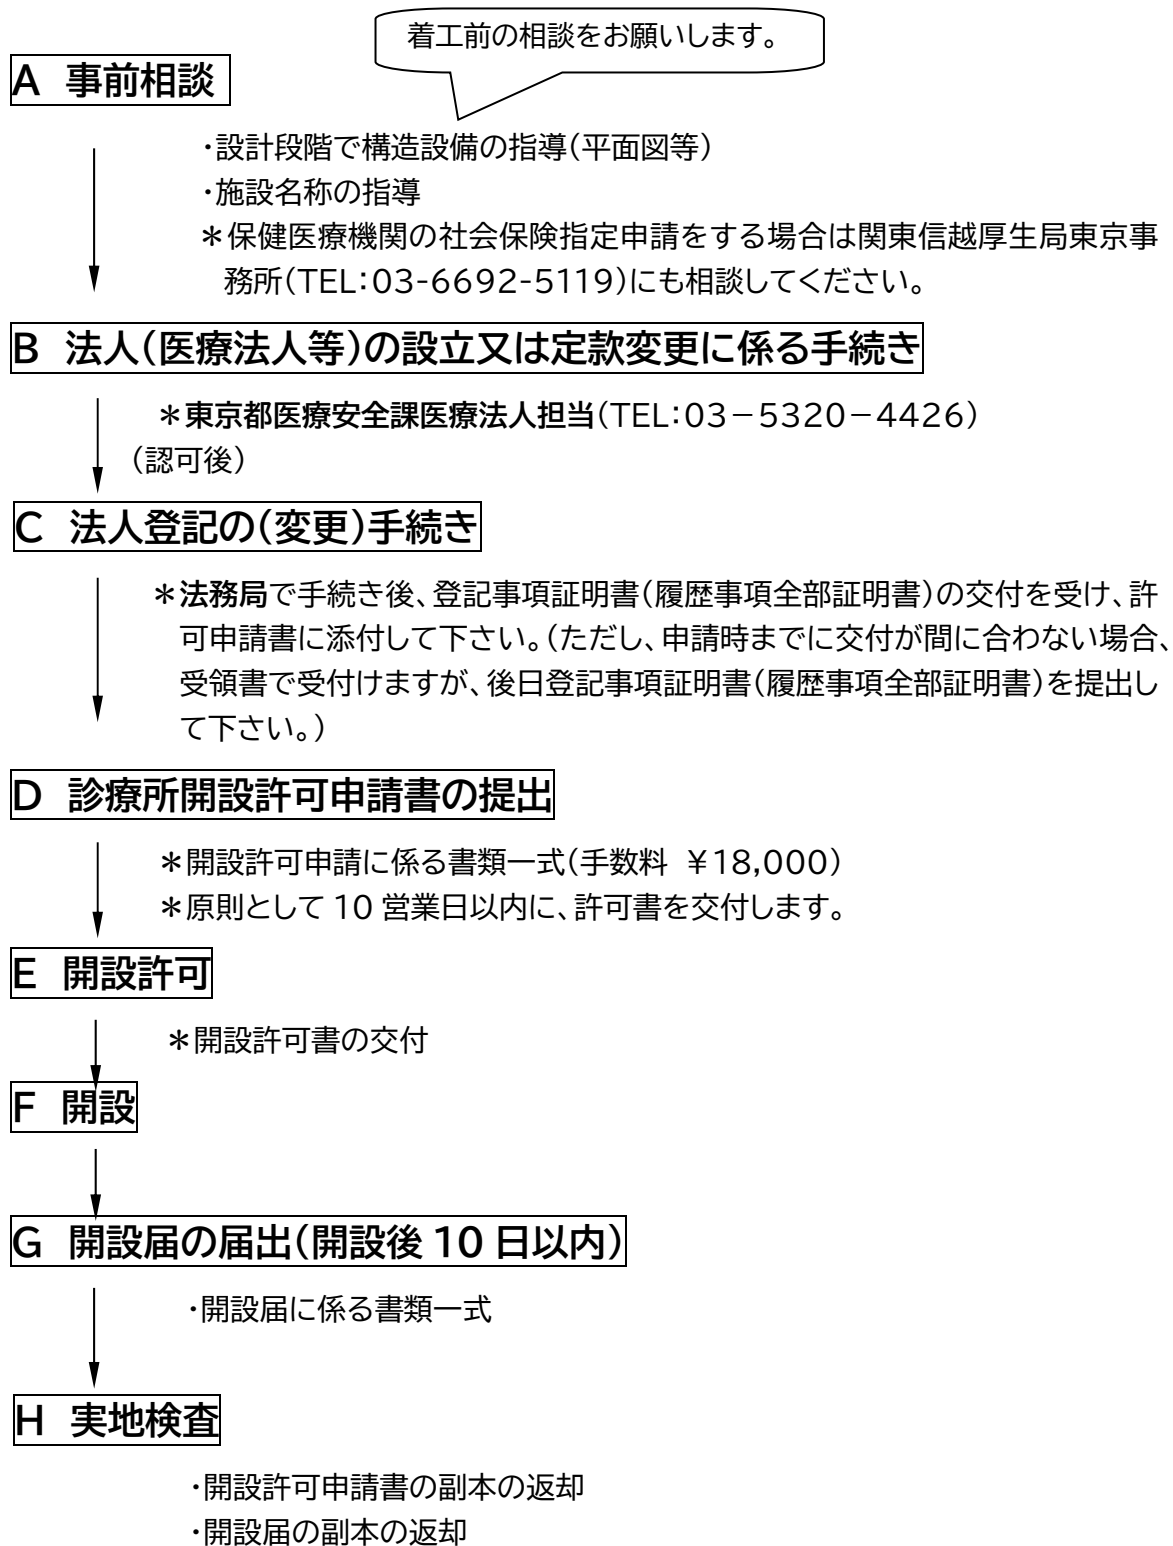 着工前の相談をお願いします。
A 事前相談
・設計段階で構造設備の指導(平面図等)
・施設名称の指導
＊保健医療機関の社会保険指定申請をする場合は関東信越厚生局東京事
務所(TEL:03-6692-5119)にも相談してください。
B 法人(医療法人等)の設立又は定款変更に係る手続き
＊東京都医療安全課医療法人担当(TEL:03－5320－4426)
(認可後)
C 法人登記の(変更)手続き
＊法務局で手続き後、登記事項証明書(履歴事項全部証明書)の交付を受け、許
可申請書に添付して下さい。(ただし、申請時までに交付が間に合わない場合、
受領書で受付けますが、後日登記事項証明書(履歴事項全部証明書)を提出し
て下さい。)
D 診療所開設許可申請書の提出
＊開設許可申請に係る書類一式(手数料 ￥18,000)
＊原則として 10 営業日以内に、許可書を交付します。
E 開設許可
＊開設許可書の交付
F 開設
G 開設届の届出(開設後 10 日以内)
・開設届に係る書類一式
H 実地検査
・開設許可申請書の副本の返却
・開設届の副本の返却